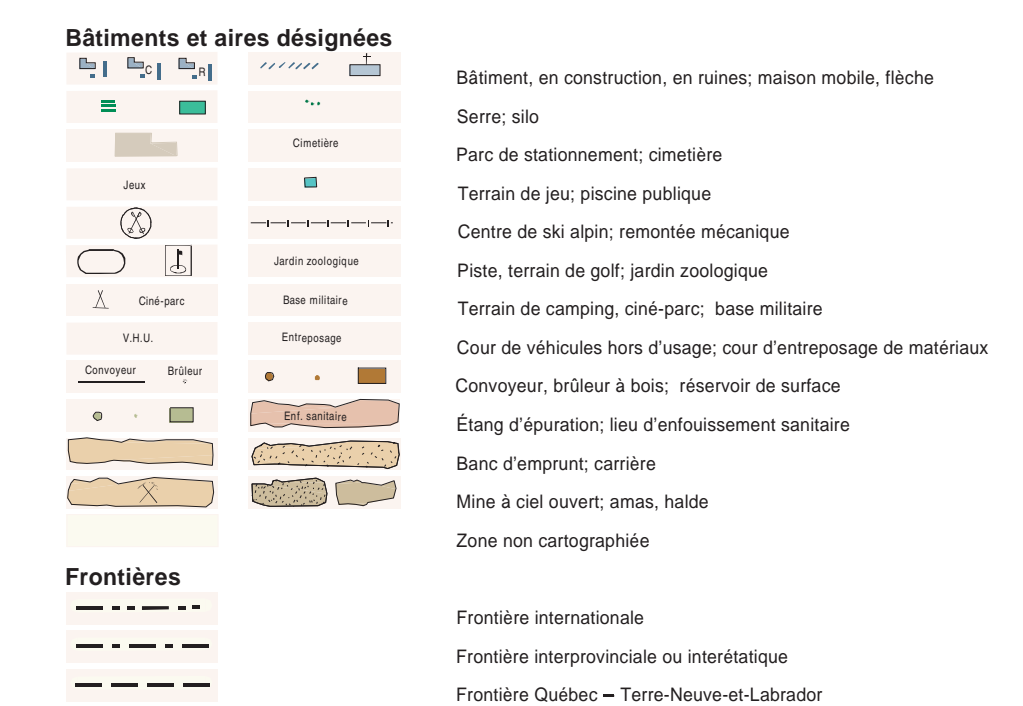 Bâtiments et aires désignées
C R Bâtiment, en construction, en ruines; maison mobile, flèche
Serre; silo
Cimetière Parc de stationnement; cimetière
Jeux Terrain de jeu; piscine publique
Centre de ski alpin; remontée mécanique
Jardin zoologique Piste, terrain de golf; jardin zoologique
Ciné-parc Base militaire Terrain de camping, ciné-parc; base militaire
V.H.U. Entreposage Cour de véhicules hors d'usage; cour d'entreposage de matériaux
Convoyeur Brûleur Convoyeur, brûleur à bois; réservoir de surface
Enf. sanitaire Étang d'épuration; lieu d'enfouissement sanitaire
Banc d'emprunt; carrière
Mine à ciel ouvert; amas, halde
Zone non cartographiée
Frontières
Frontière internationale
Frontière interprovinciale ou interétatique
Frontière Québec – Terre-Neuve-et-Labrador